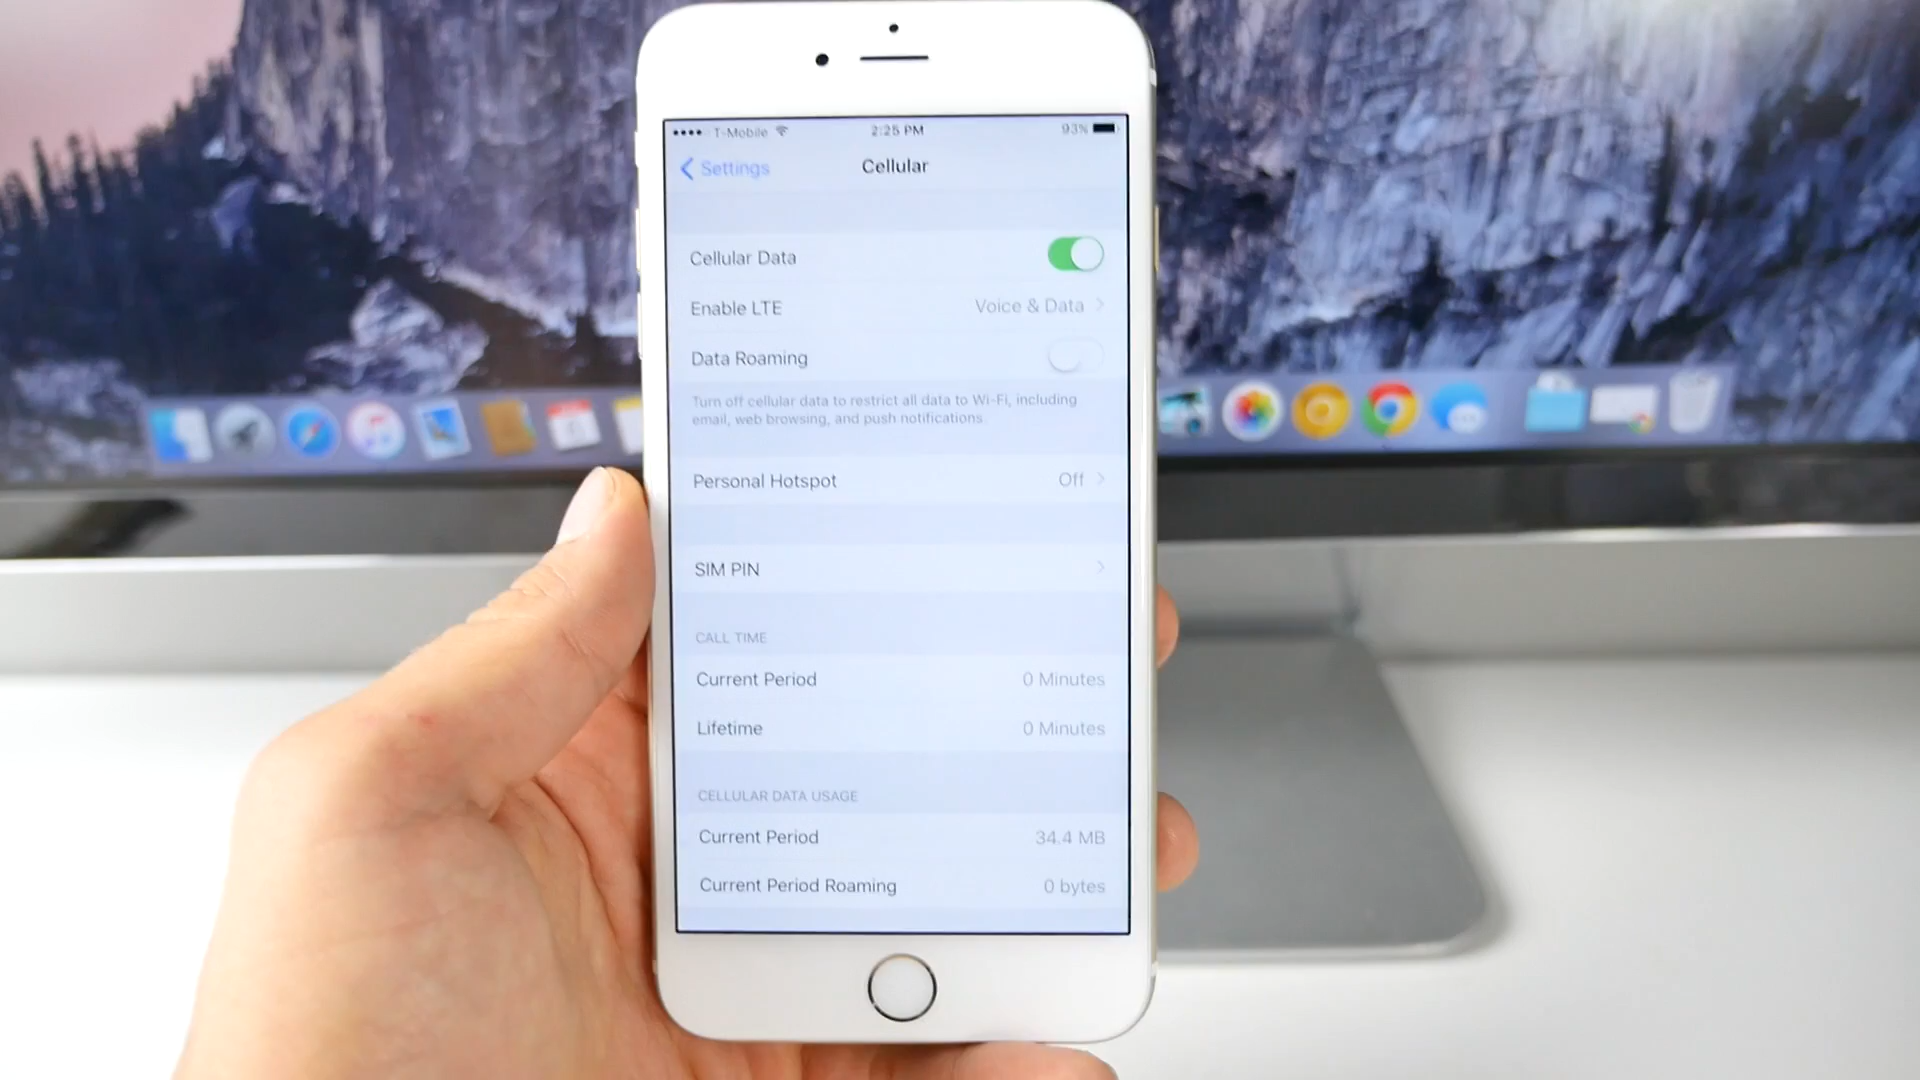 T-Mobile 2:25 PM 93%
Settings Cellular
Cellular Data
Enable LTE Voice & Data
Data Roaming
Turn off cellular data to restrict all data to Wi-Fi, including
email, web browsing, and push notifications.
Personal Hotspot Off
SIM PIN
CALL TIME
Current Period 0 Minutes
Lifetime 0 Minutes
CELLULAR DATA USAGE
Current Period 34.4 MB
Current Period Roaming 0 bytes